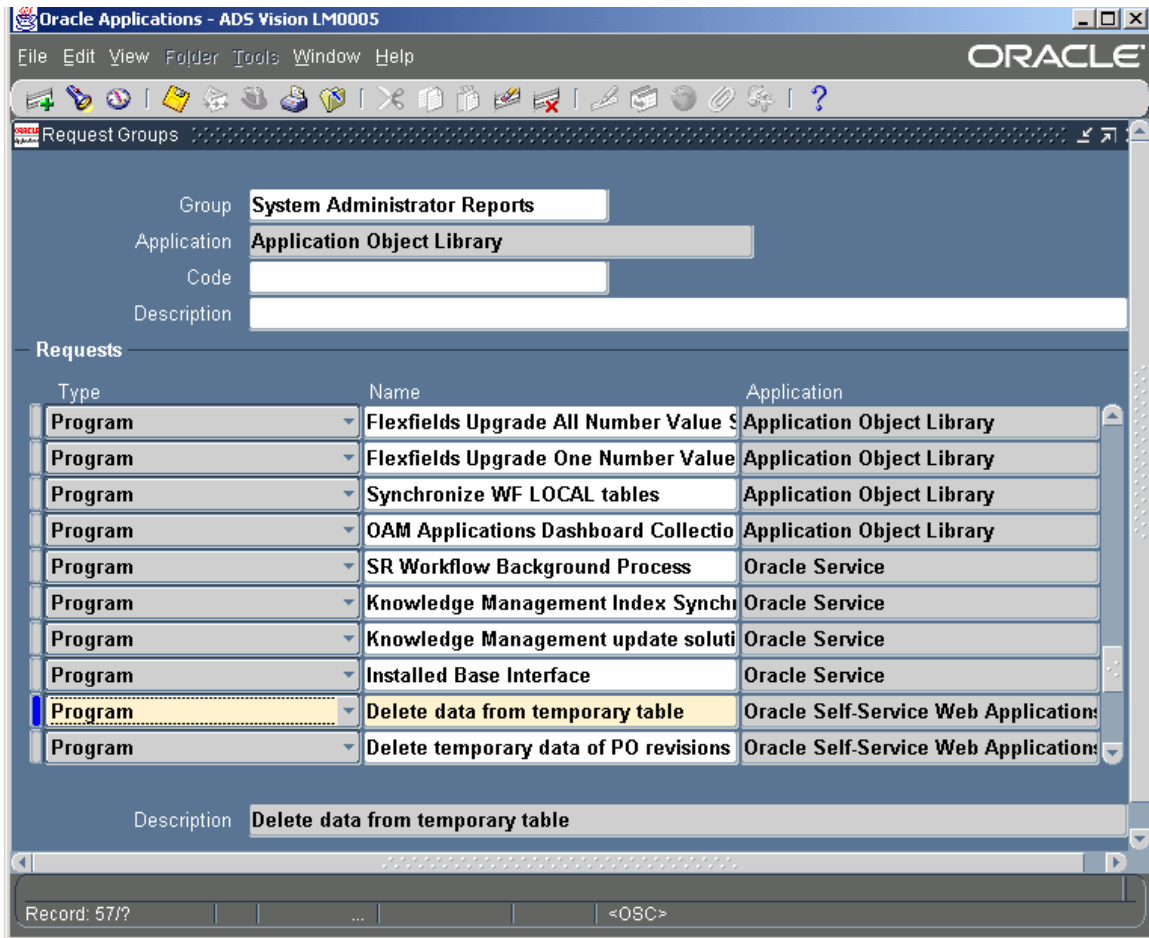 Oracle Applications - ADS Vision LM0005
File Edit View Folder Tools Window Help
ORACLE
Request Groups
Group System Administrator Reports
Application Application Object Library
Code
Description
Requests
Type Name Application
Program Flexfields Upgrade All Number Value S Application Object Library
Program Flexfields Upgrade One Number Value Application Object Library
Program Synchronize WF LOCAL tables Application Object Library
Program OAM Applications Dashboard Collectio Application Object Library
Program SR Workflow Background Process Oracle Service
Program Knowledge Management Index Synchr Oracle Service
Program Knowledge Management update soluti Oracle Service
Program Installed Base Interface Oracle Service
Program Delete data from temporary table Oracle Self-Service Web Applications
Program Delete temporary data of PO revisions Oracle Self-Service Web Applications
Description Delete data from temporary table
Record: 57/? ... <OSC>